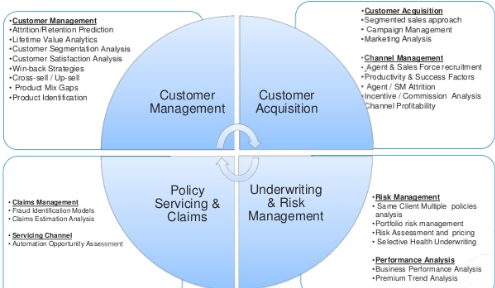 Customer Management
•Attrition/Retention Prediction
•Lifetime Value Analytics
•Customer Segmentation Analysis
•Customer Satisfaction Analysis
•Win-back Strategies
•Cross-sell / Up-sell
• Product Mix Gaps
•Product Identification
•Customer Acquisition
•Segmented sales approach
• Campaign Management
•Marketing Analysis
•Channel Management
• Agent & Sales Force recruitment
•Productivity & Success Factors
• Agent / SM Attrition
•Incentive / Commission Analysis
•Channel Profitability
Customer
Management
Customer
Acquisition
Policy
Servicing &
Claims
Underwriting
& Risk
Management
• Claims Management
• Fraud Identification Models
• Claims Estimation Analysis
• Servicing Channel
• Automation Opportunity Assessment
•Risk Management
• Same Client Multiple policies
analysis
•Portfolio risk management
•Risk Assessment and pricing
• Selective Health Underwriting
•Performance Analysis
•Business Performance Analysis
•Premium Trend Analysis